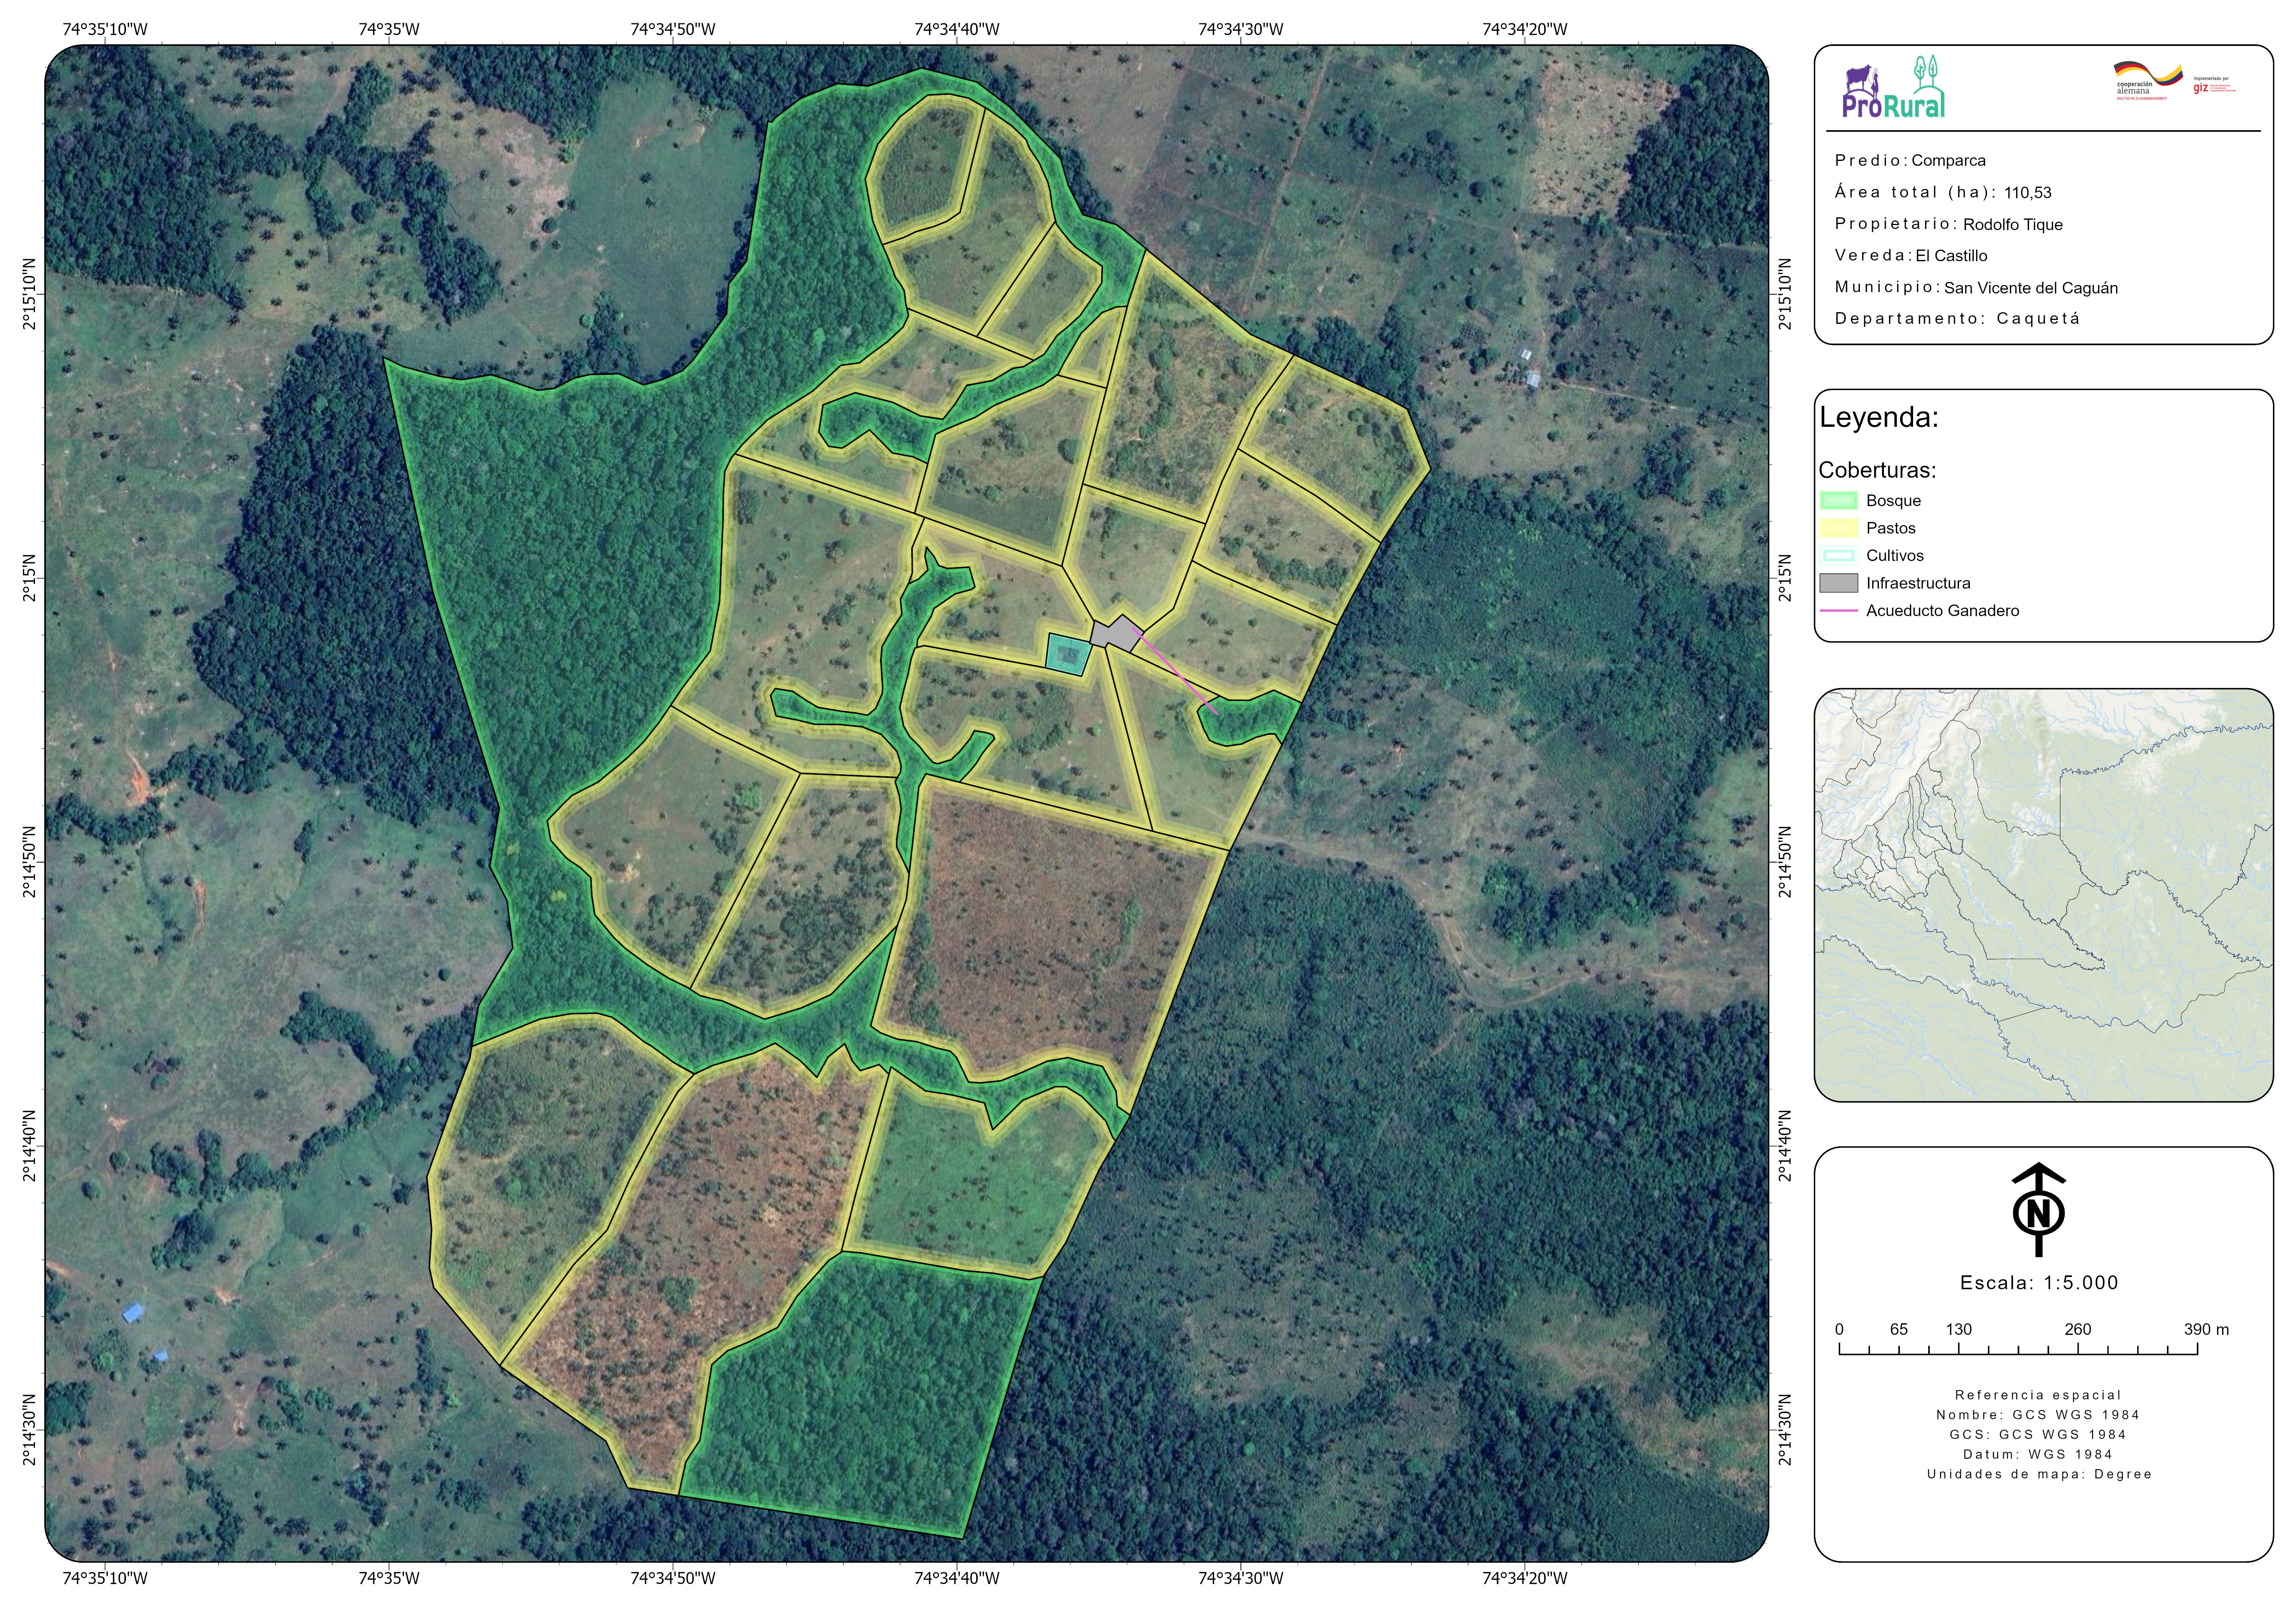 74°35'10"W 74°35'W 74°34'50"W 74°34'40"W 74°34'30"W 74°34'20"W
2°15'10"N
2°15'N
2°14'50"N
2°14'40"N
2°14'30"N
2°15'10"N
2°15'N
2°14'50"N
2°14'40"N
2°14'30"N
74°35'10"W 74°35'W 74°34'50"W 74°34'40"W 74°34'30"W 74°34'20"W
ProRural
cooperación
alemana
DEUTSCHE ZUSAMMENARBEIT
Implementada por
giz
Predio: Comparca
Área total (ha): 110,53
Propietario: Rodolfo Tique
Vereda: El Castillo
Municipio: San Vicente del Caguán
Departamento: Caquetá
Leyenda:
Coberturas:
Bosque
Pastos
Cultivos
Infraestructura
Acueducto Ganadero
N
Escala: 1:5.000
0 65 130 260 390 m
Referencia espacial
Nombre: GCS WGS 1984
GCS: GCS WGS 1984
Datum: WGS 1984
Unidades de mapa: Degree